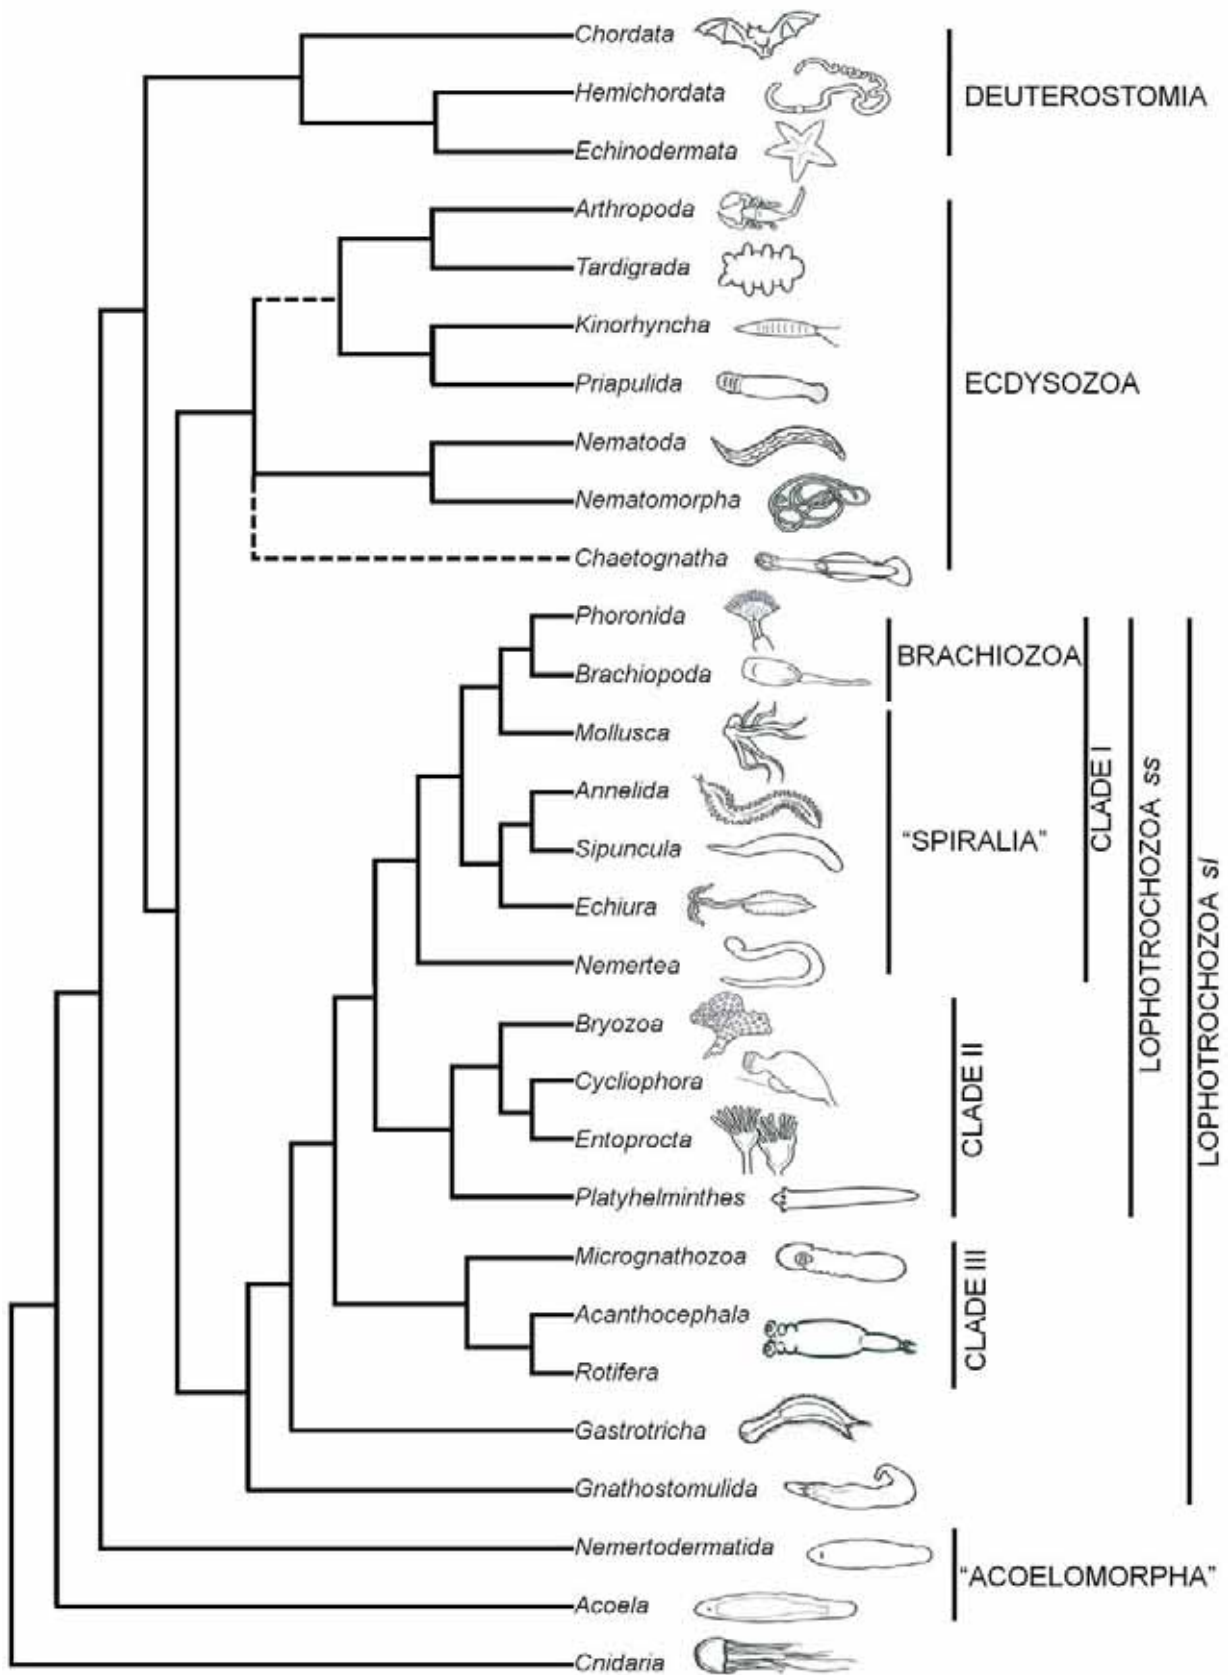 Chordata
Hemichordata
DEUTEROSTOMIA
Echinodermata
Arthropoda
Tardigrada
Kinorhyncha
Priapulida
ECDYSOZOA
Nematoda
Nematomorpha
Chaetognatha
Phoronida
BRACHIOZOA
Brachiopoda
Mollusca
Annelida
Sipuncula
"SPIRALIA"
Echiura
Nemertea
CLADE I
LOPHOTROCHOZOA ss
LOPHOTROCHOZOA sl
Bryozoa
Cycliophora
Entoprocta
CLADE II
Platyhelminthes
Micrognathozoa
Acanthocephala
CLADE III
Rotifera
Gastrotricha
Gnathostomulida
Nemertodermatida
"ACOELOMORPHA"
Acoela
Cnidaria